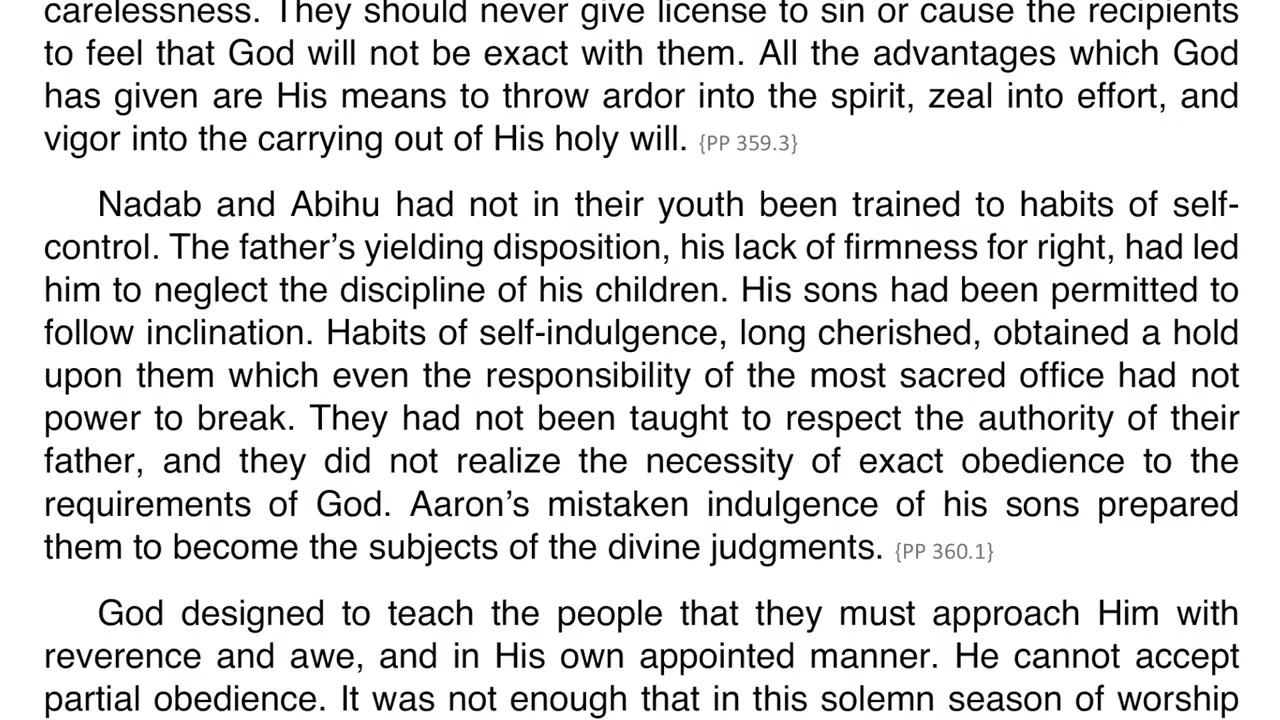 carelessness. They should never give license to sin or cause the recipients
to feel that God will not be exact with them. All the advantages which God
has given are His means to throw ardor into the spirit, zeal into effort, and
vigor into the carrying out of His holy will. {PP 359.3}
Nadab and Abihu had not in their youth been trained to habits of self-
control. The father’s yielding disposition, his lack of firmness for right, had led
him to neglect the discipline of his children. His sons had been permitted to
follow inclination. Habits of self-indulgence, long cherished, obtained a hold
upon them which even the responsibility of the most sacred office had not
power to break. They had not been taught to respect the authority of their
father, and they did not realize the necessity of exact obedience to the
requirements of God. Aaron’s mistaken indulgence of his sons prepared
them to become the subjects of the divine judgments. {PP 360.1}
God designed to teach the people that they must approach Him with
reverence and awe, and in His own appointed manner. He cannot accept
partial obedience. It was not enough that in this solemn season of worship